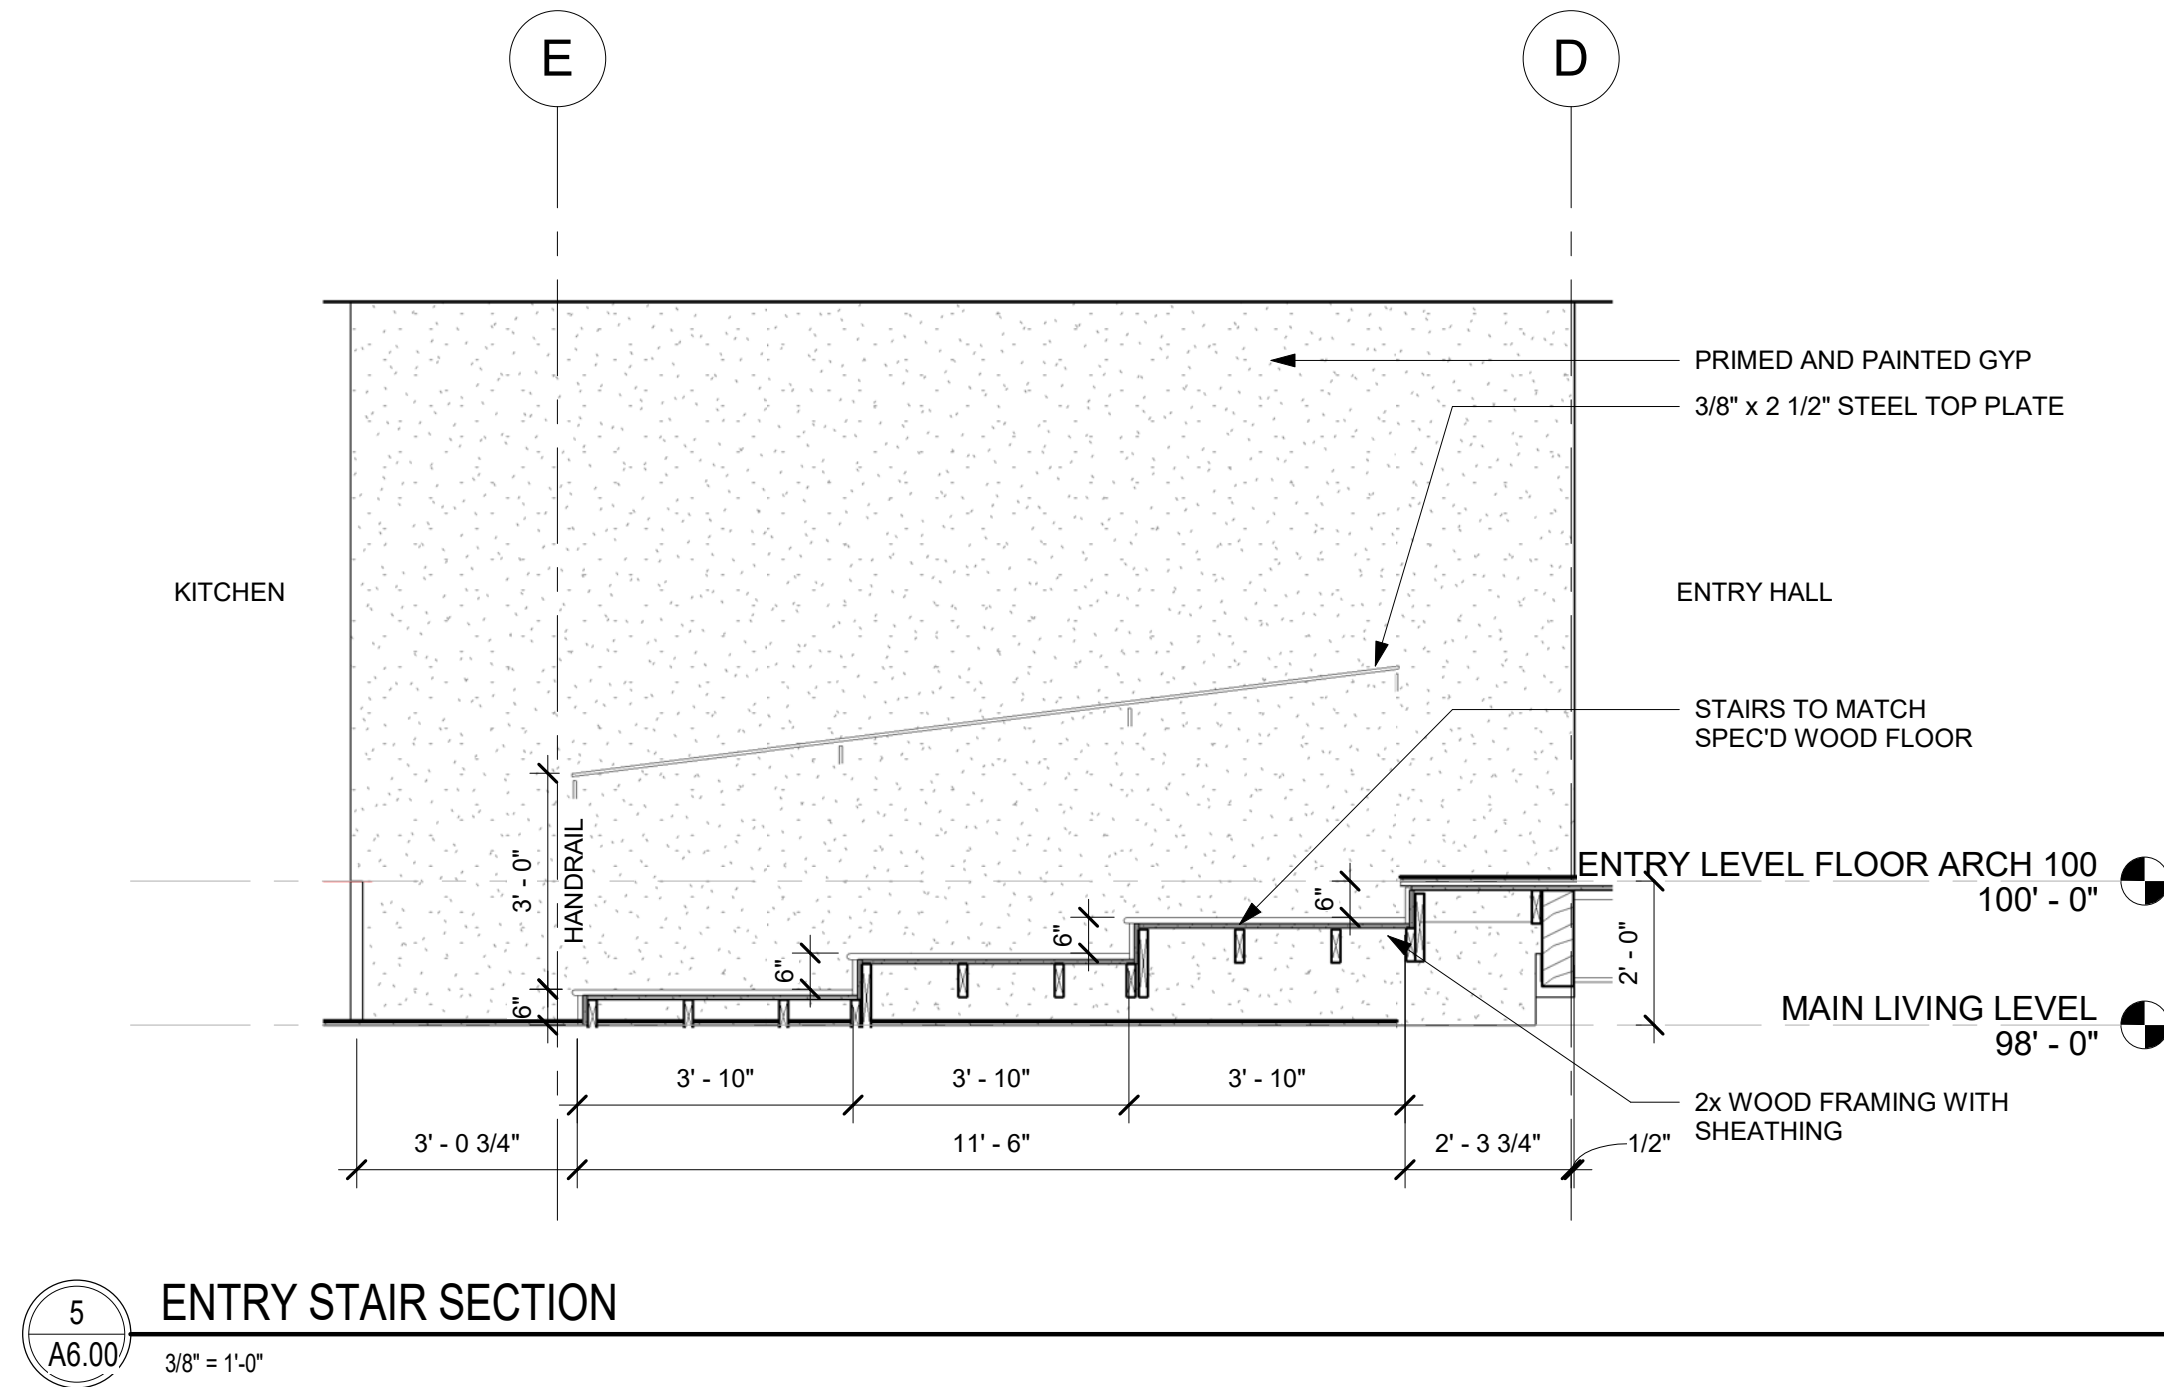 E
D
PRIMED AND PAINTED GYP
3/8" x 2 1/2" STEEL TOP PLATE
KITCHEN
ENTRY HALL
STAIRS TO MATCH
SPEC'D WOOD FLOOR
3' - 0"
HANDRAIL
6"
6"
6"
6"
ENTRY LEVEL FLOOR ARCH 100
100' - 0"
2' - 0"
MAIN LIVING LEVEL
98' - 0"
3' - 10"
3' - 10"
3' - 10"
2x WOOD FRAMING WITH
SHEATHING
3' - 0 3/4"
11' - 6"
2' - 3 3/4"
1/2"
5
A6.00
ENTRY STAIR SECTION
3/8" = 1'-0"